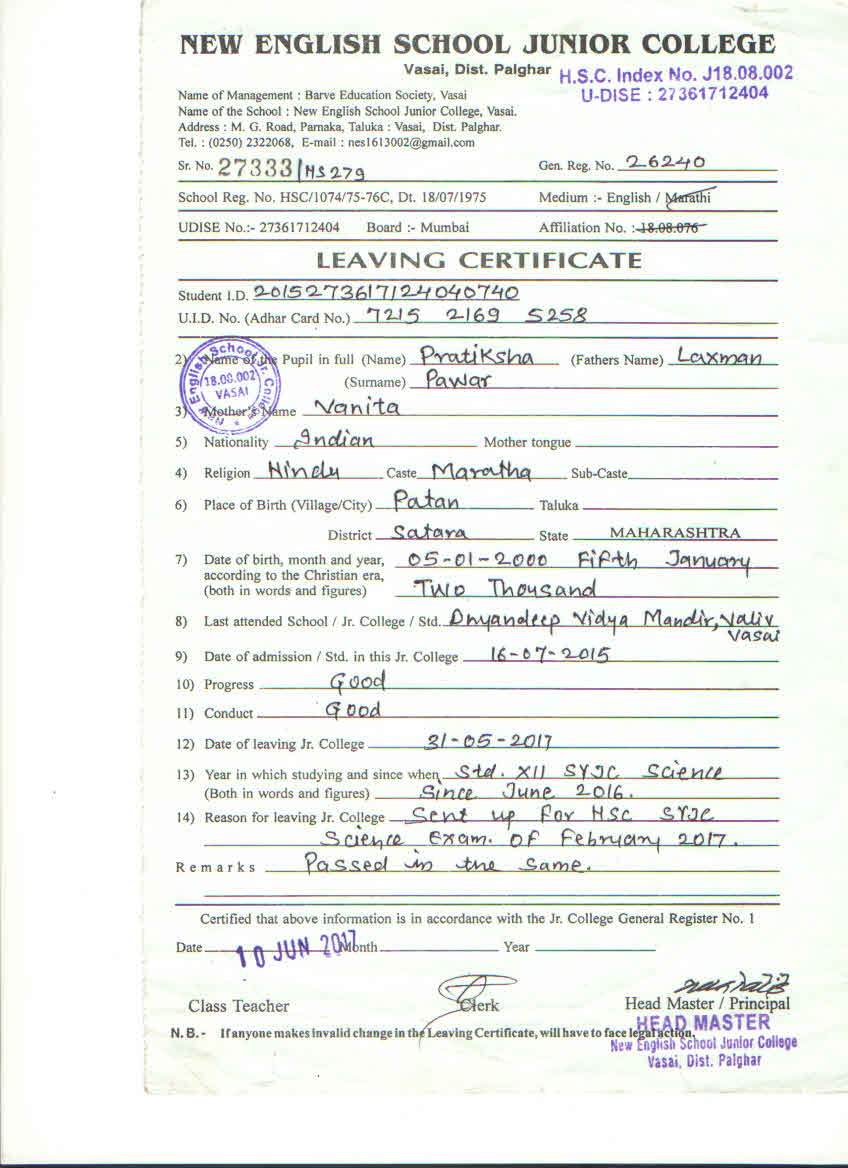 NEW ENGLISH SCHOOL JUNIOR COLLEGE
Vasai, Dist. Palghar H.S.C. Index No. J18.08.002
U-DISE : 27361712404
Name of Management : Barve Education Society, Vasai
Name of the School : New English School Junior College, Vasai.
Address : M. G. Road, Parnaka, Taluka : Vasai, Dist. Palghar.
Tel. : (0250) 2322068, E-mail : nes1613002@gmail.com
Sr. No. 27333/HS279 Gen. Reg. No. 26240
School Reg. No. HSC/1074/75-76C, Dt. 18/07/1975 Medium :- English / Marathi
UDISE No.:- 27361712404 Board :- Mumbai Affiliation No. :-18.08.076
LEAVING CERTIFICATE
Student I.D. 2015273617124040740
U.I.D. No. (Adhar Card No.) 7215 2169 5258
2) Name of the Pupil in full (Name) Pratiksha (Fathers Name) Laxman
(Surname) Pawar
3) Mother's Name Vanita
5) Nationality Indian Mother tongue
4) Religion Hindu Caste Maratha Sub-Caste
6) Place of Birth (Village/City) Patan Taluka
District Satara State MAHARASHTRA
7) Date of birth, month and year, 05-01-2000 Fifth January
according to the Christian era,
(both in words and figures) Two Thousand
8) Last attended School / Jr. College / Std. Dnyandeep Vidya Mandir, Valiv
Vasai
9) Date of admission / Std. in this Jr. College 16-07-2015
10) Progress Good
11) Conduct Good
12) Date of leaving Jr. College 31-05-2017
13) Year in which studying and since when Std. XII SYJC Science
(Both in words and figures) Since June 2016.
14) Reason for leaving Jr. College Sent up for HSC SYJC
Science Exam. of February 2017.
Remarks Passed in the same.
Certified that above information is in accordance with the Jr. College General Register No. 1
Date 10 JUN 2017 Month Year
Class Teacher Clerk Head Master / Principal
HEAD MASTER
N.B.- If anyone makes invalid change in the Leaving Certificate, will have to face legal action.
New English School Junior College
Vasai, Dist. Palghar
New English School Jr. College
18.08.002
VASAI